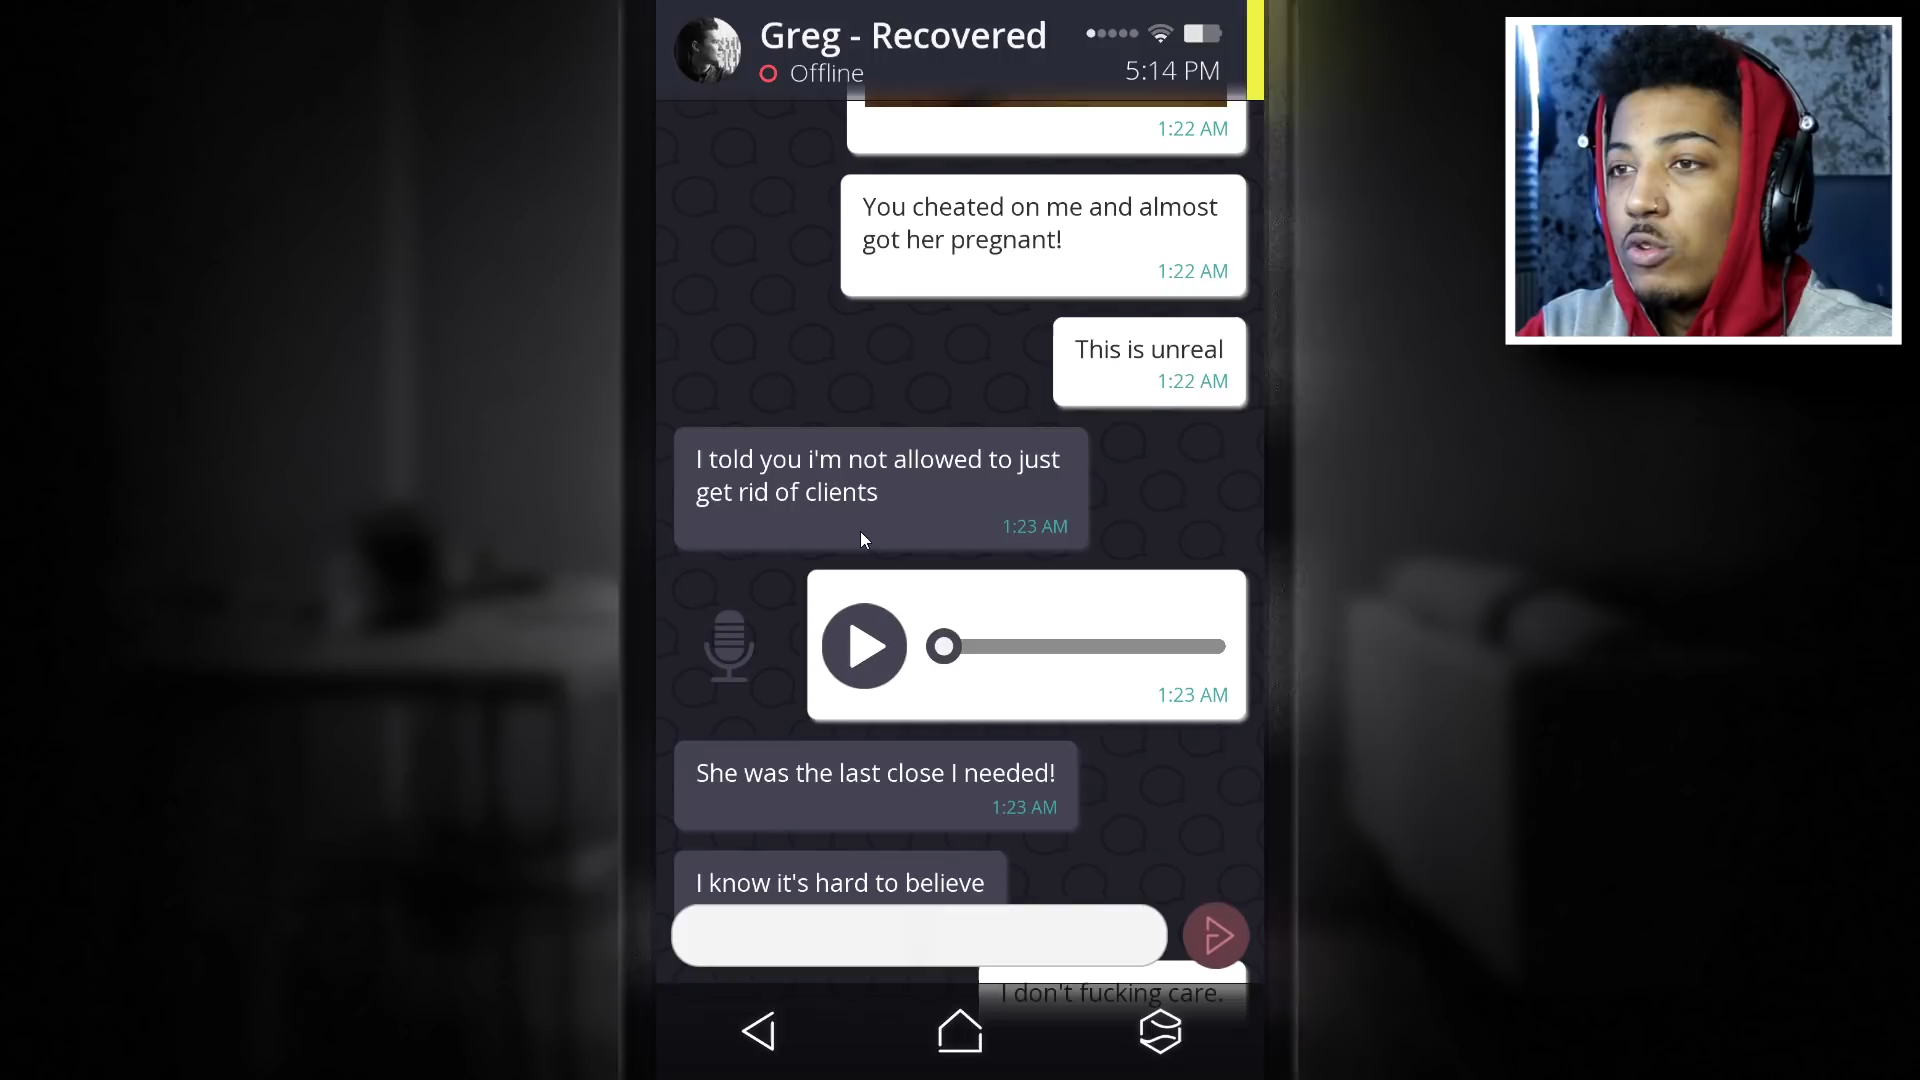 Greg - Recovered
Offline
5:14 PM
1:22 AM
You cheated on me and almost
got her pregnant!
1:22 AM
This is unreal
1:22 AM
I told you i'm not allowed to just
get rid of clients
1:23 AM
1:23 AM
She was the last close I needed!
1:23 AM
I know it's hard to believe
I don't fucking care.